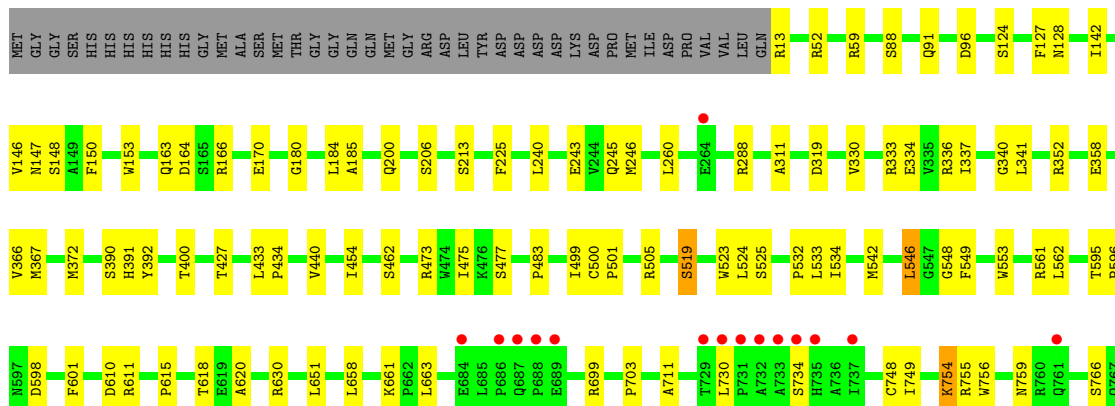 MET GLY GLY SER HIS HIS HIS HIS HIS HIS GLY MET ALA SER MET THR GLY GLY GLN GLN MET GLY ARG ASP LEU TYR ASP ASP ASP ASP LYS ASP PRO MET ILE ASP PRO VAL VAL LEU GLN R13 R52 R59 S88 Q91 D96 S124 F127 N128 I142
V146 N147 S148 A149 F150 W153 Q163 D164 S165 R166 E170 G180 L184 A185 Q200 S206 S213 F225 L240 E243 V244 Q245 M246 L260 E264 R288 A311 D319 V330 R333 E334 V335 R336 I337 G340 L341 R352 E358
V366 M367 M372 S390 H391 Y392 T400 T427 L433 P434 V440 I454 S462 R473 W474 I475 K476 S477 P483 I499 C500 P501 R505 S519 W523 L524 S525 P532 L533 I534 M542 L546 G547 G548 F549 W553 R561 L562 T595
N597 D598 F601 D610 R611 P615 T618 E619 A620 R630 L651 L658 K661 P662 L663 E684 L685 P686 Q687 P688 E689 R699 P703 A711 T729 L730 P731 A732 A733 S734 H735 A736 I737 C748 I749 K754 R755 W756 N759 R760 Q761 S766